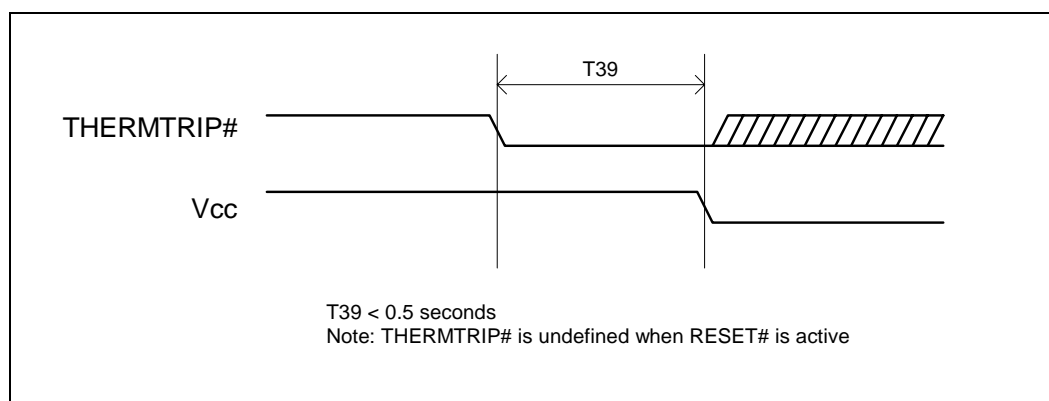 T39
THERMTRIP#
Vcc
T39 < 0.5 seconds
Note: THERMTRIP# is undefined when RESET# is active